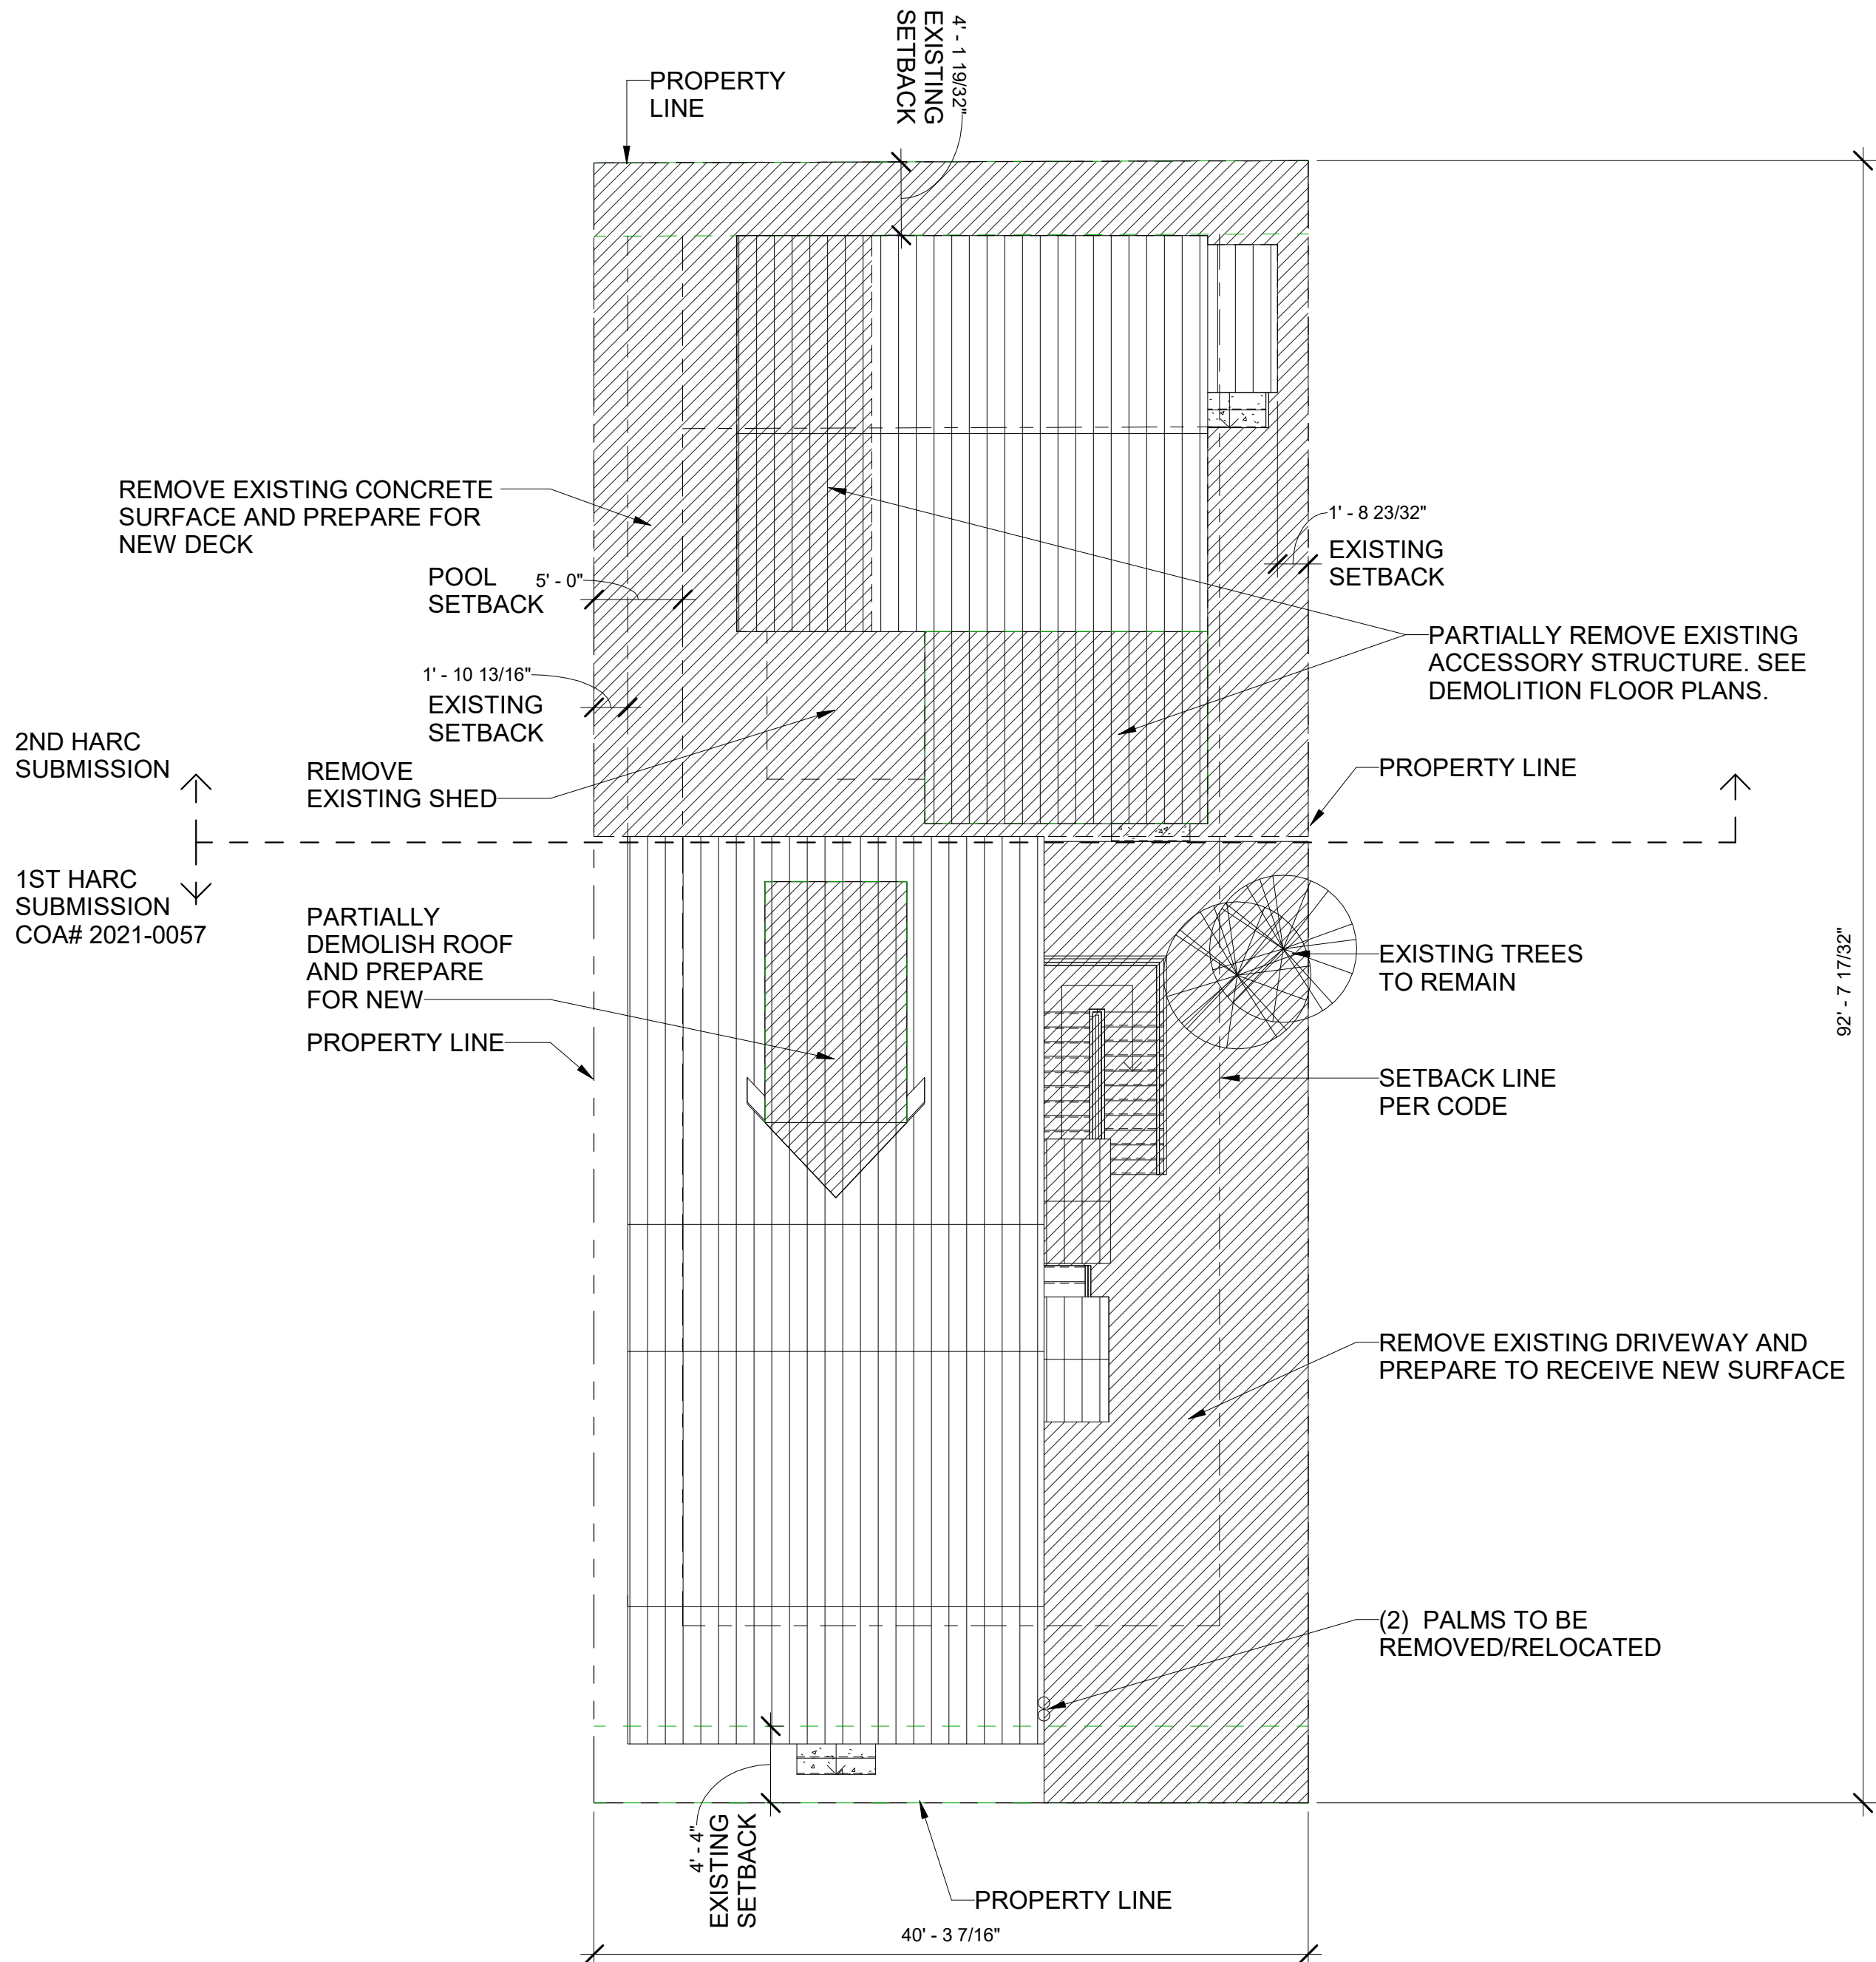 4' - 1 19/32"
EXISTING
SETBACK
PROPERTY
LINE
REMOVE EXISTING CONCRETE
SURFACE AND PREPARE FOR
NEW DECK
1' - 8 23/32"
EXISTING
SETBACK
POOL
SETBACK
5' - 0"
PARTIALLY REMOVE EXISTING
ACCESSORY STRUCTURE. SEE
DEMOLITION FLOOR PLANS.
1' - 10 13/16"
EXISTING
SETBACK
2ND HARC
SUBMISSION
REMOVE
EXISTING SHED
PROPERTY LINE
1ST HARC
SUBMISSION
COA# 2021-0057
PARTIALLY
DEMOLISH ROOF
AND PREPARE
FOR NEW
EXISTING TREES
TO REMAIN
92' - 7 17/32"
PROPERTY LINE
SETBACK LINE
PER CODE
REMOVE EXISTING DRIVEWAY AND
PREPARE TO RECEIVE NEW SURFACE
(2) PALMS TO BE
REMOVED/RELOCATED
4' - 4"
EXISTING
SETBACK
PROPERTY LINE
40' - 3 7/16"